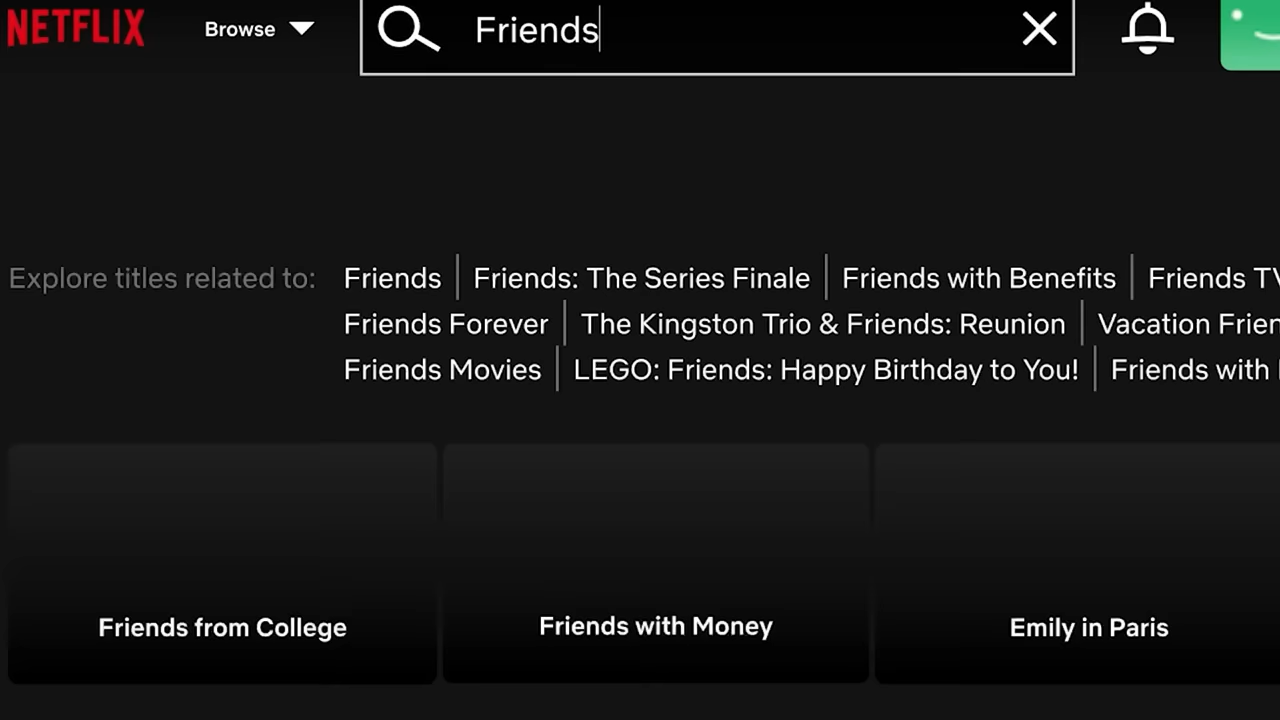 NETFLIX Browse Friends
Explore titles related to: Friends Friends: The Series Finale Friends with Benefits Friends
Friends Forever The Kingston Trio & Friends: Reunion Vacation
Friends Movies LEGO: Friends: Happy Birthday to You! Friends with
Friends from College Friends with Money Emily in Paris